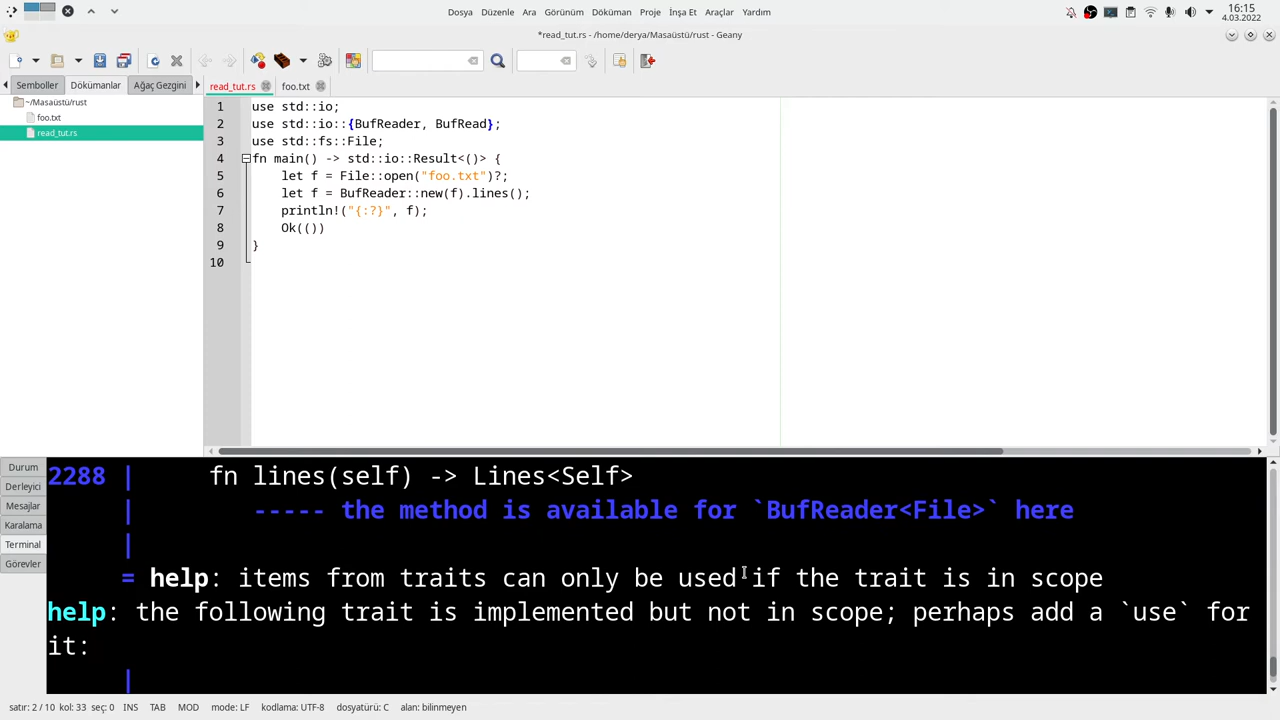 Dosya Düzenle Ara Görünüm Döküman Proje İnşa Et Araçlar Yardım
16:15
4.03.2022
*read_tut.rs - /home/derya/Masaüstü/rust - Geany
Semboller Dökümanlar Ağaç Gezgini
read_tut.rs foo.txt
~/Masaüstü/rust
foo.txt
read_tut.rs
1 use std::io;
2 use std::io::{BufReader, BufRead};
3 use std::fs::File;
4 fn main() -> std::io::Result<()> {
5 let f = File::open("foo.txt")?;
6 let f = BufReader::new(f).lines();
7 println!("{:?}", f);
8 Ok(())
9 }
10
Durum
Derleyici
Mesajlar
Karalama
Terminal
Görevler
2288 | fn lines(self) -> Lines<Self>
| ----- the method is available for `BufReader<File>` here
|
= help: items from traits can only be used if the trait is in scope
help: the following trait is implemented but not in scope; perhaps add a `use` for
it:
|
satır: 2 / 10 kol: 33 seç: 0 INS TAB MOD mode: LF kodlama: UTF-8 dosyatürü: C alan: bilinmeyen